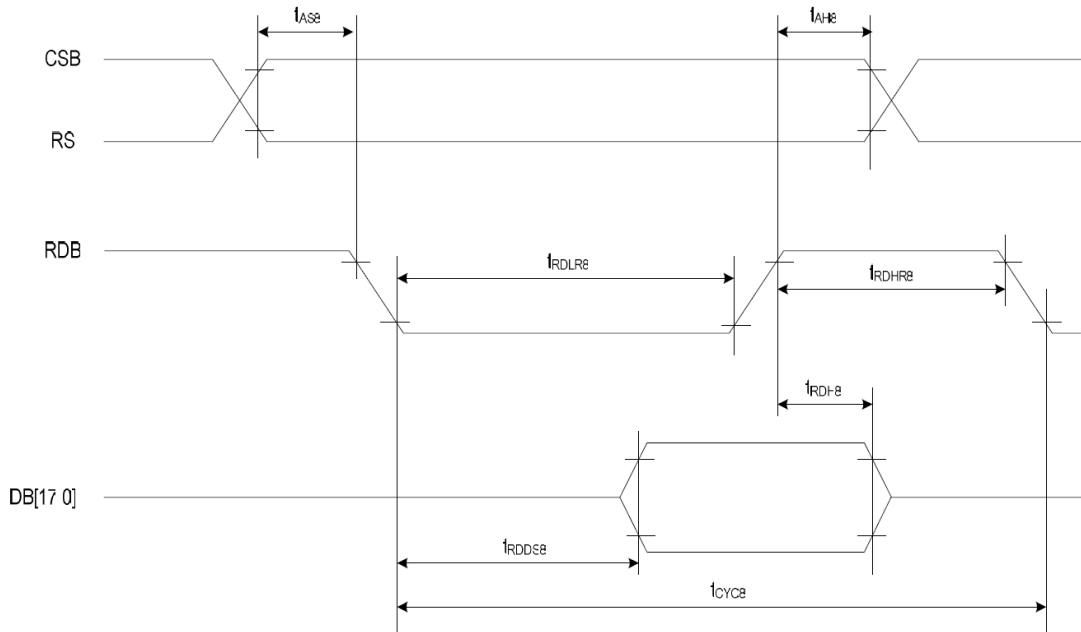 tAS8
tAH8
CSB
RS
RDB
tRDLR8
tRDHR8
tRDH8
DB[17 0]
tRDDS8
tCYC8